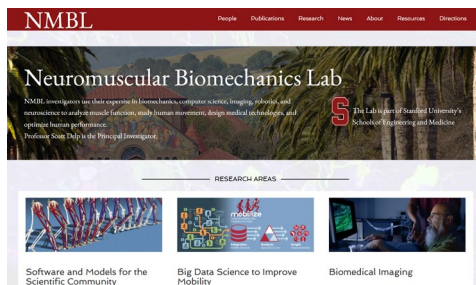 NMBL
People Publications Research News About Resources Directions
Neuromuscular Biomechanics Lab
NMBL investigators use their expertise in biomechanics, computer science, imaging, robotics, and
neuroscience to analyze muscle function, study human movement, design medical technologies, and
optimize human performance.
Professor Scott Delp is the Principal Investigator.
S
The Lab is part of Stanford University's
Schools of Engineering and Medicine
RESEARCH AREAS
mobilize
Software and Models for the
Scientific Community
Big Data Science to Improve
Mobility
Biomedical Imaging